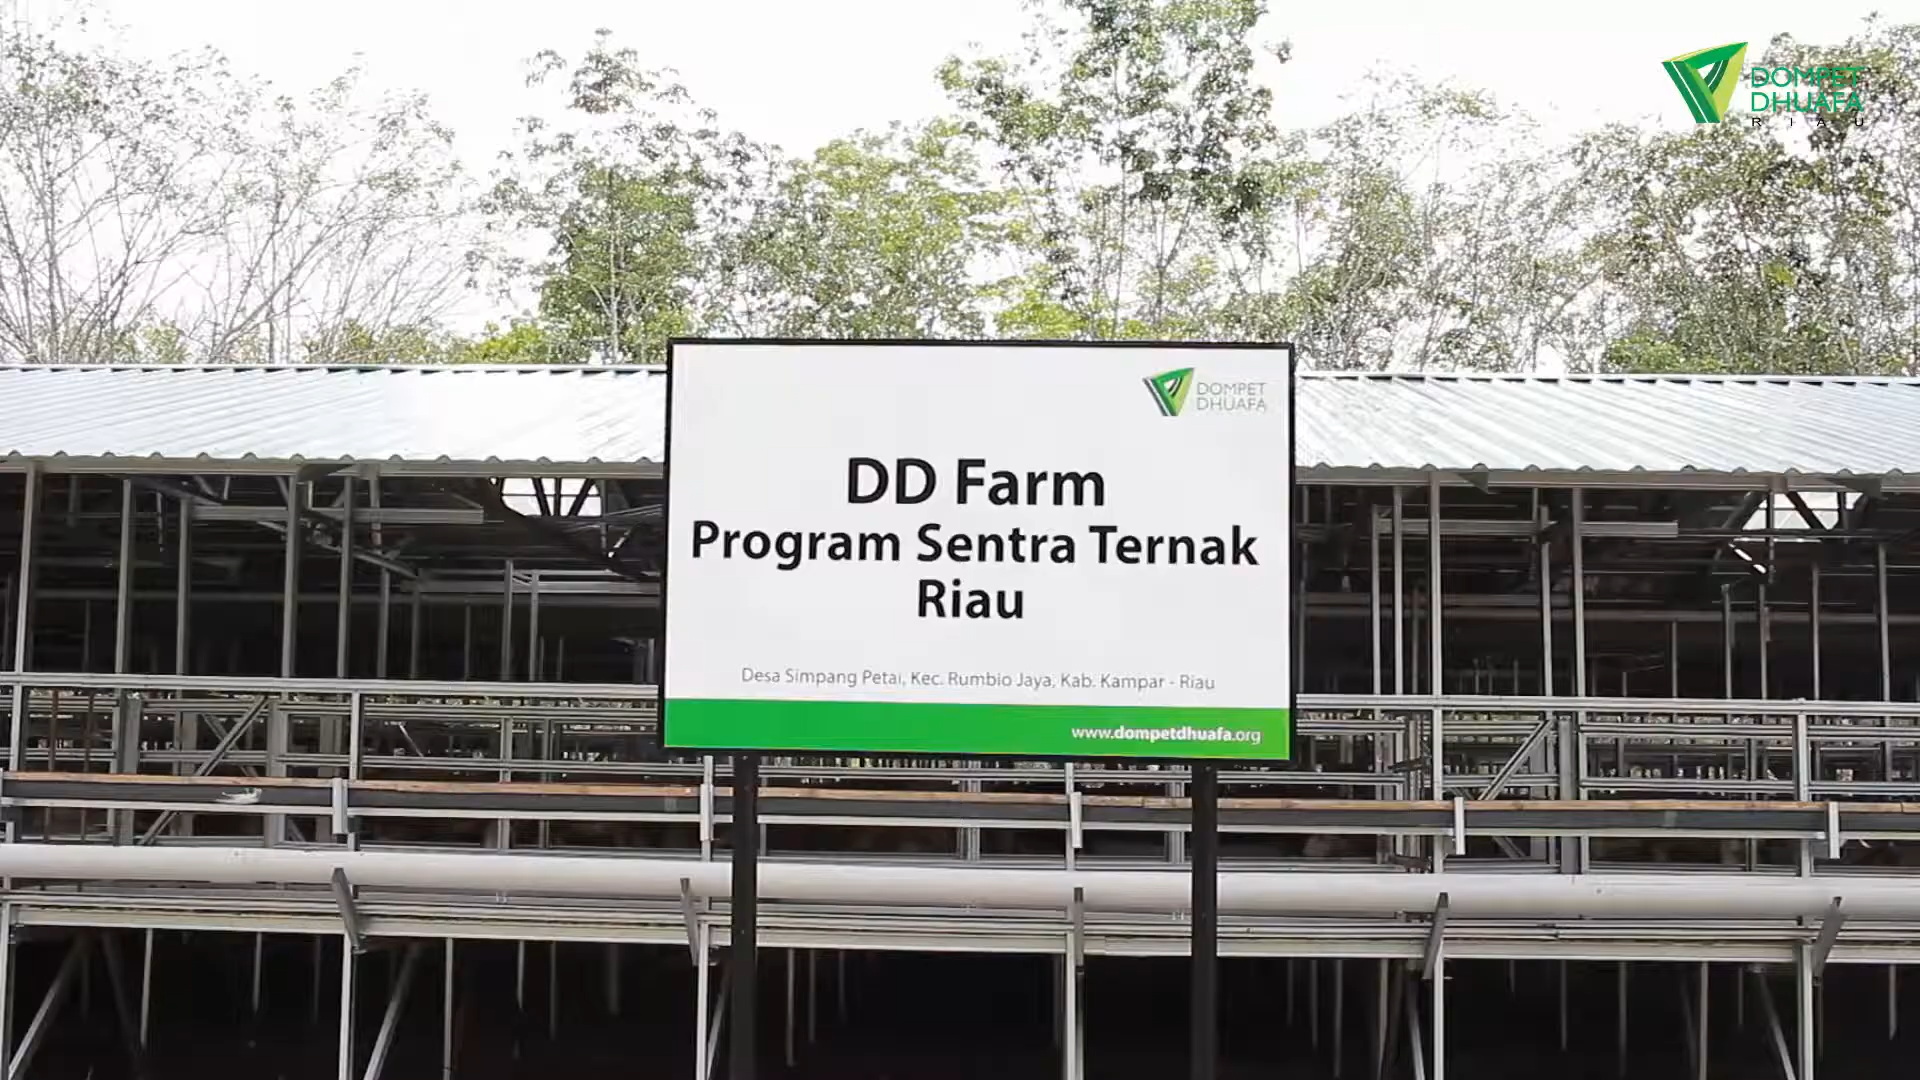 DOMPET
DHUAFA
RIAU
DOMPET
DHUAFA
DD Farm
Program Sentra Ternak
Riau
Desa Simpang Petai, Kec. Rumbio Jaya, Kab. Kampar - Riau
www.dompetdhuafa.org